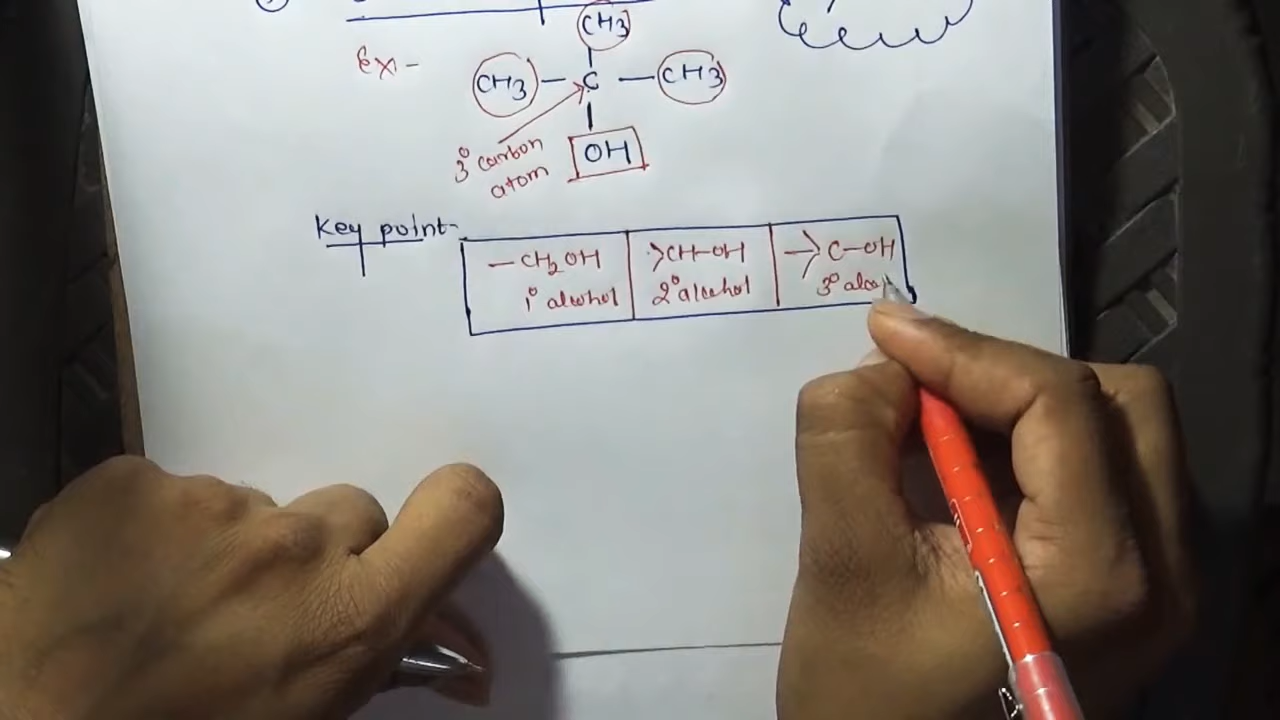 CH3
Ex -
CH3 - C - CH3
OH
3° carbon
atom
Key point-
- CH2OH >CH-OH →C-OH
1° alcohol 2° alcohol 3° alco